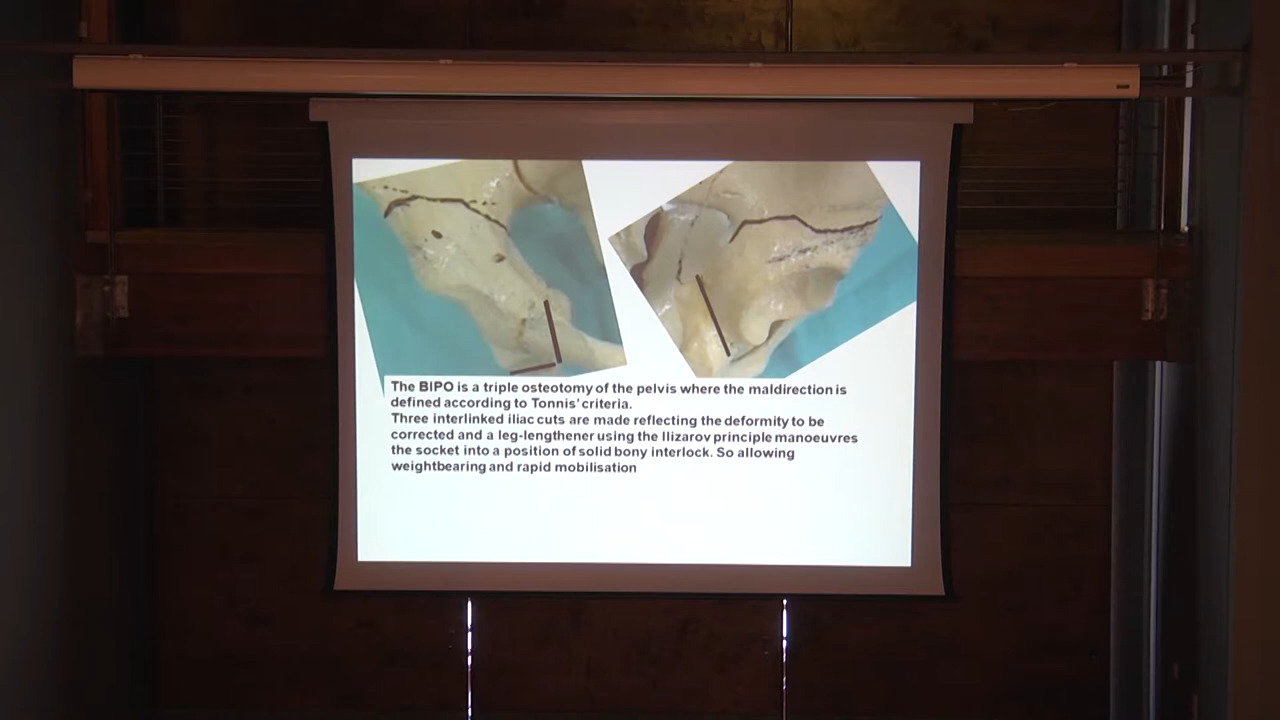 The BIPO is a triple osteotomy of the pelvis where the maldirection is
defined according to Tonnis' criteria.
Three interlinked iliac cuts are made reflecting the deformity to be
corrected and a leg-lengthener using the Ilizarov principle manoeuvres
the socket into a position of solid bony interlock. So allowing
weightbearing and rapid mobilisation